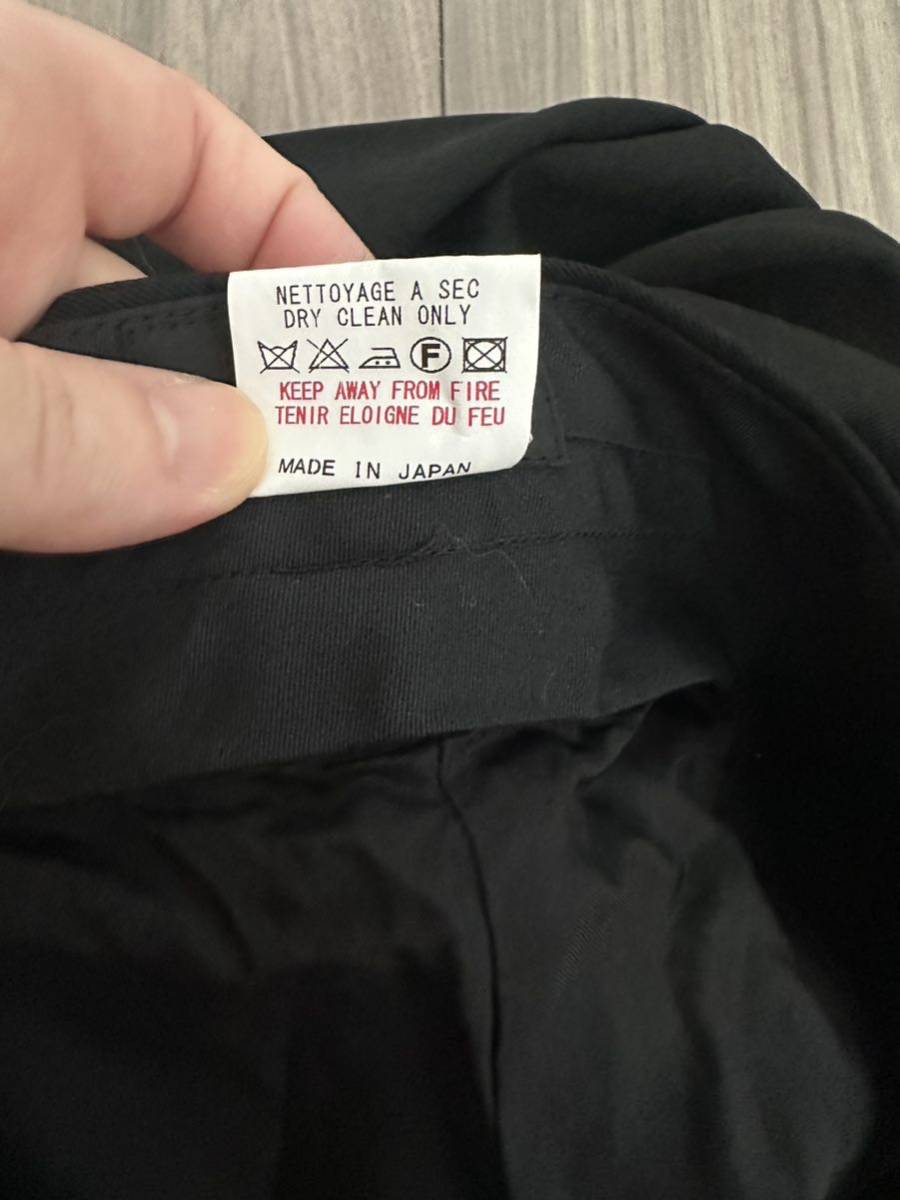 NETTOYAGE A SEC
DRY CLEAN ONLY
F
KEEP AWAY FROM FIRE
TENIR ELOIGNE DU FEU
MADE IN JAPAN